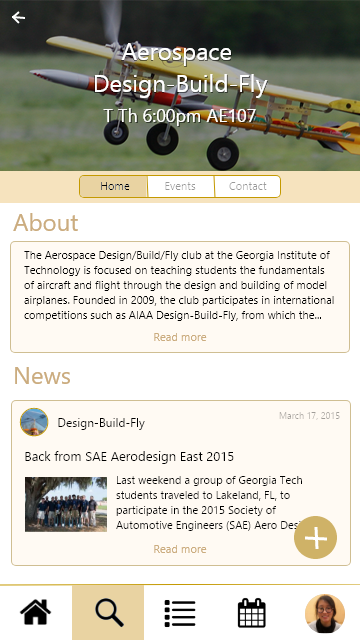 Aerospace
Design-Build-Fly
T Th 6:00pm AE107
Home Events Contact
About
The Aerospace Design/Build/Fly club at the Georgia Institute of
Technology is focused on teaching students the fundamentals
of aircraft and flight through the design and building of model
airplanes. Founded in 2009, the club participates in international
competitions such as AIAA Design-Build-Fly, from which the...
Read more
News
Design-Build-Fly
March 17, 2015
Back from SAE Aerodesign East 2015
Last weekend a group of Georgia Tech
students traveled to Lakeland, FL, to
participate in the 2015 Society of
Automotive Engineers (SAE) Aero
Read more